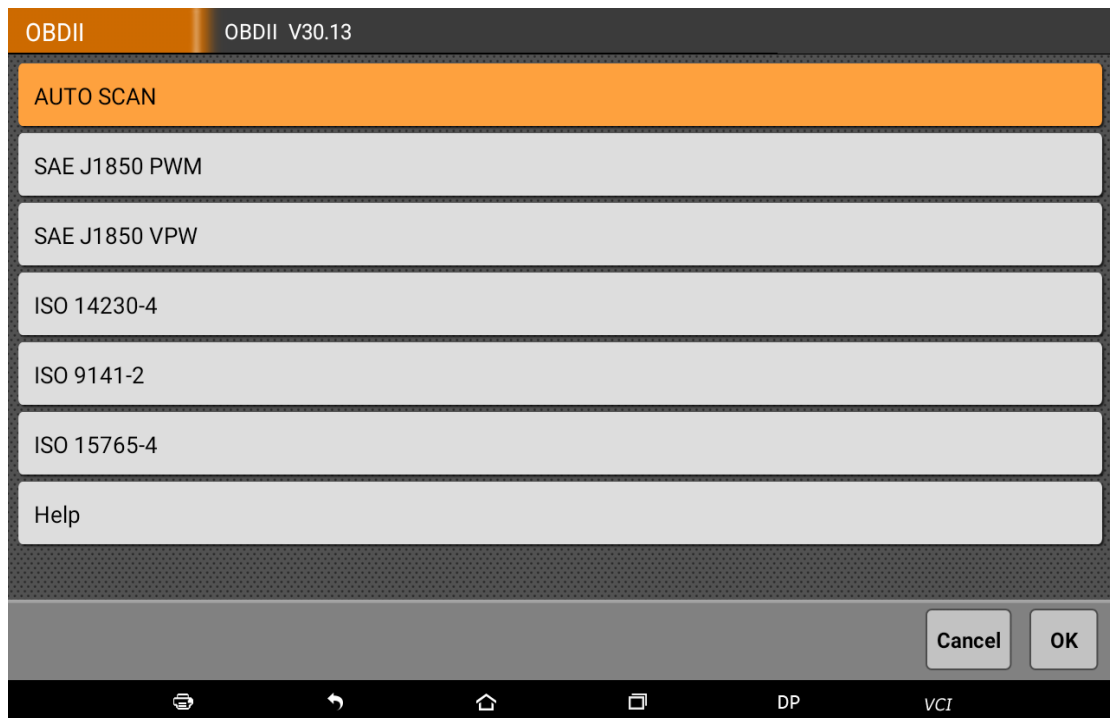 OBDII OBDII V30.13
AUTO SCAN
SAE J1850 PWM
SAE J1850 VPW
ISO 14230-4
ISO 9141-2
ISO 15765-4
Help
Cancel OK
DP VCI